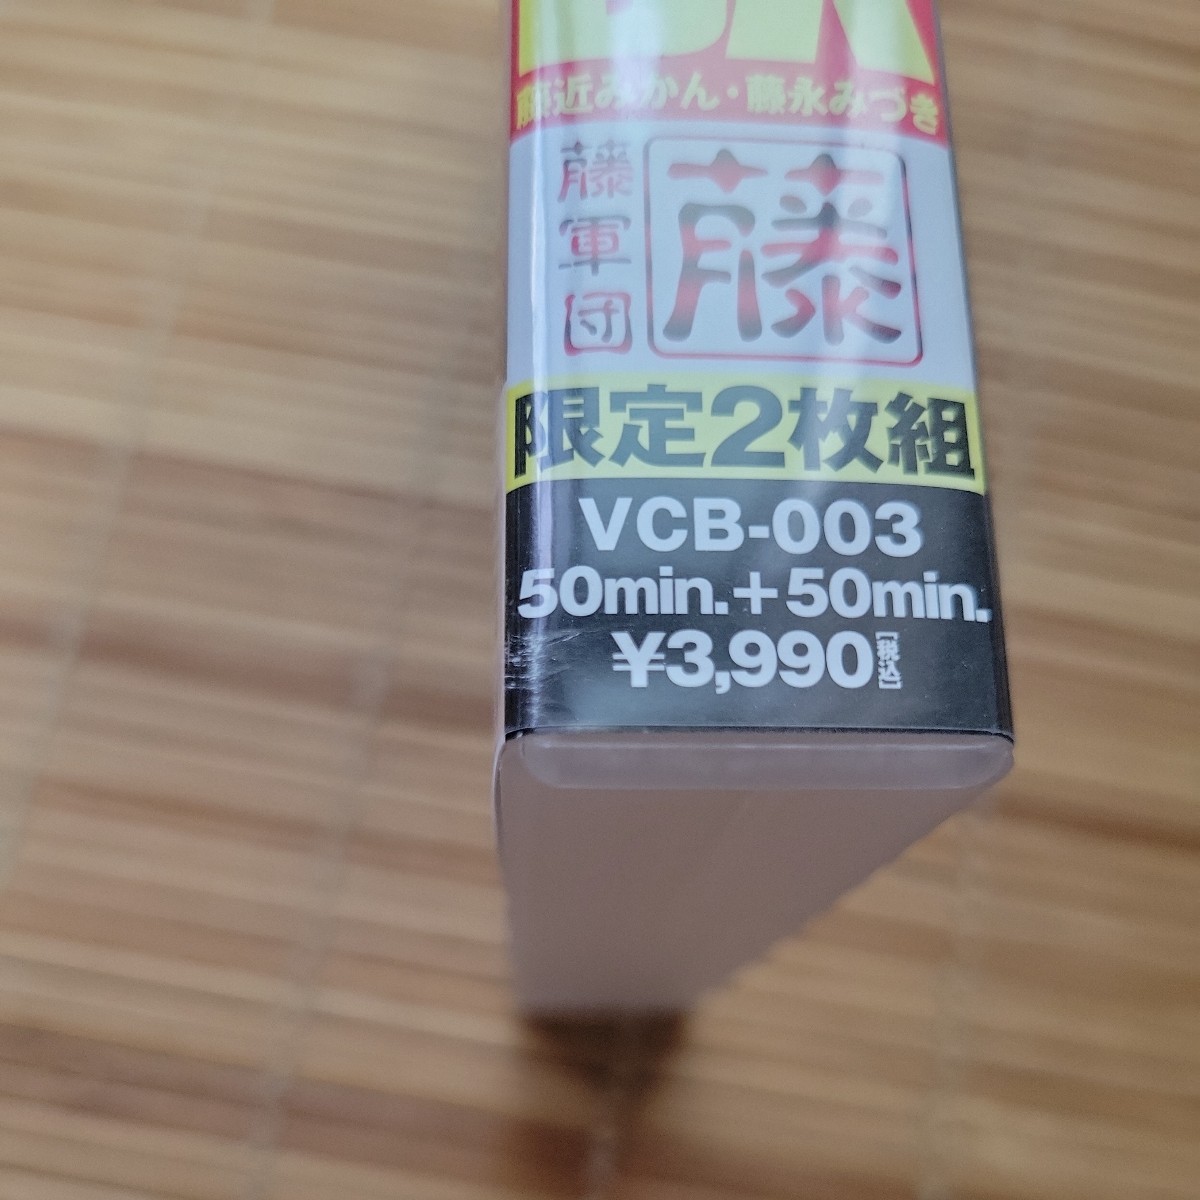 藤近みかん・藤永みづき
藤軍団
藤
限定2枚組
VCB-003
50min.+50min.
¥3,990[税込]